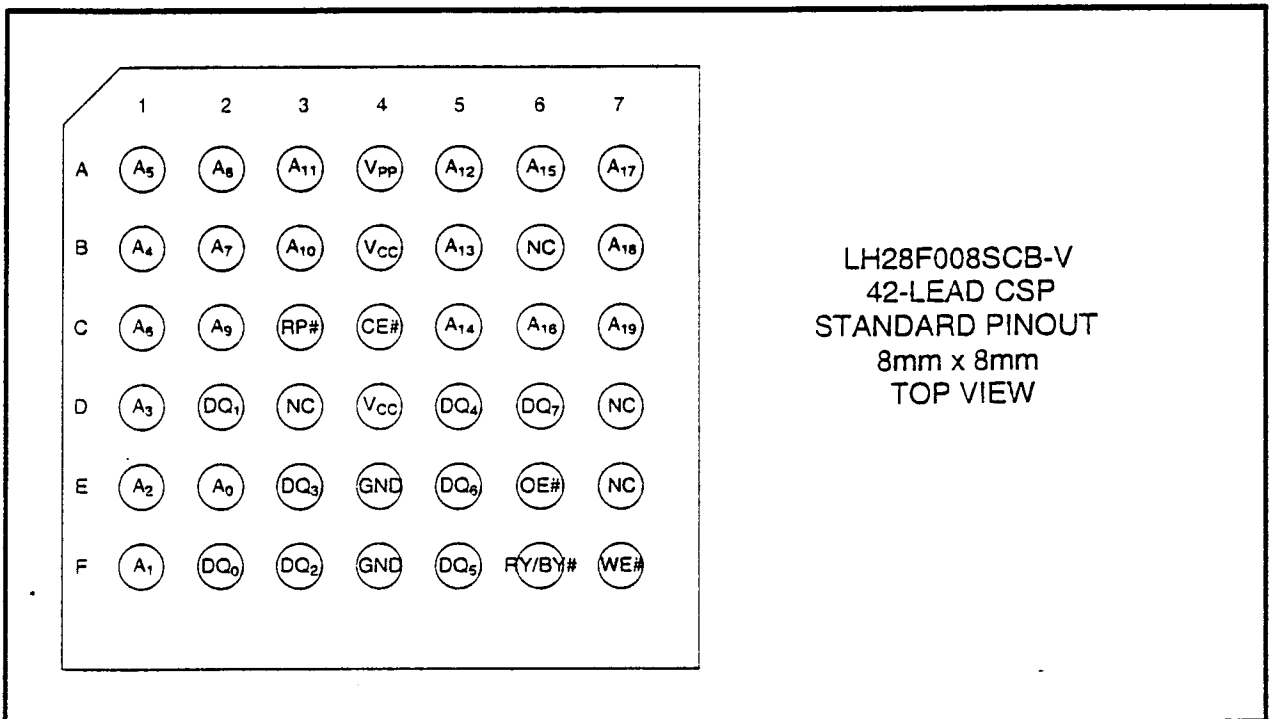 1 2 3 4 5 6 7
A A₅ A₈ A₁₁ VPP A₁₂ A₁₅ A₁₇
B A₄ A₇ A₁₀ VCC A₁₃ NC A₁₈
C A₆ A₉ RP# CE# A₁₄ A₁₆ A₁₉
D A₃ DQ₁ NC VCC DQ₄ DQ₇ NC
E A₂ A₀ DQ₃ GND DQ₆ OE# NC
F A₁ DQ₀ DQ₂ GND DQ₅ RY/BY# WE#
LH28F008SCB-V
42-LEAD CSP
STANDARD PINOUT
8mm x 8mm
TOP VIEW